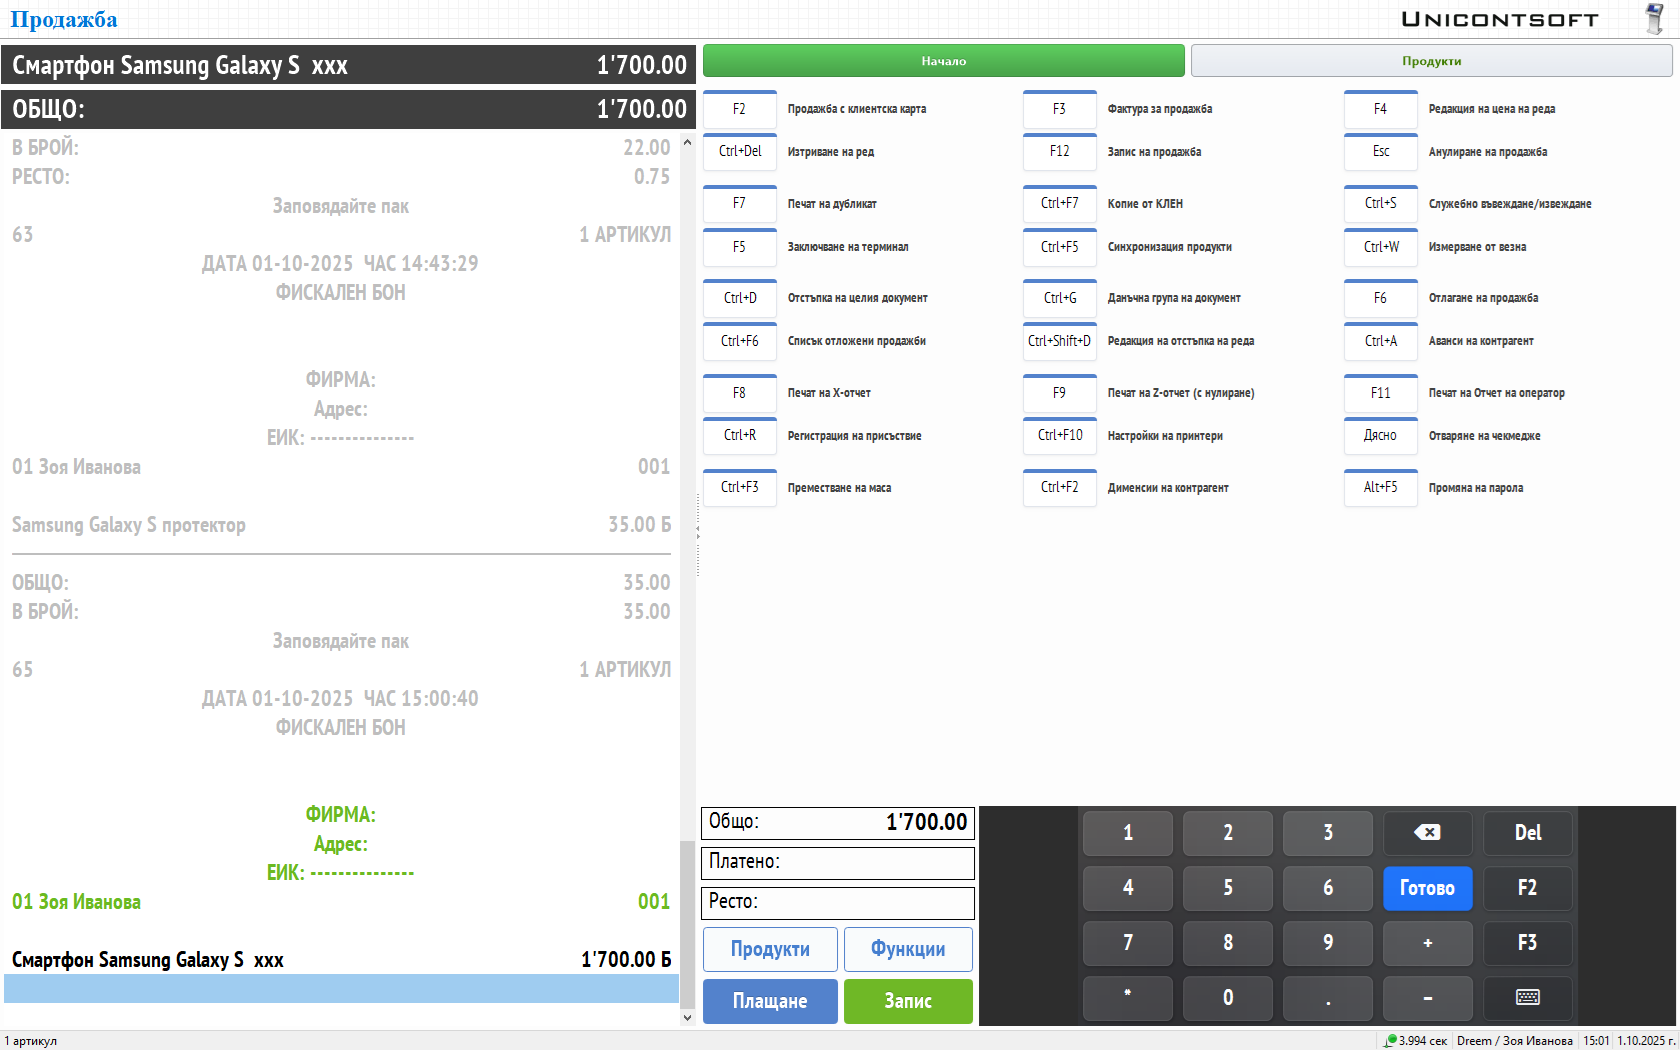 Продажба
UNICONTSOFT
Смартфон Samsung Galaxy S  xxx 1'700.00
ОБЩО: 1'700.00
В БРОЙ: 22.00
РЕСТО: 0.75
Заповядайте пак
63 1 АРТИКУЛ
ДАТА 01-10-2025  ЧАС 14:43:29
ФИСКАЛЕН БОН
ФИРМА:
Адрес:
ЕИК: ---------------
01 Зоя Иванова 001
Samsung Galaxy S протектор 35.00 Б
ОБЩО: 35.00
В БРОЙ: 35.00
Заповядайте пак
65 1 АРТИКУЛ
ДАТА 01-10-2025  ЧАС 15:00:40
ФИСКАЛЕН БОН
ФИРМА:
Адрес:
ЕИК: ---------------
01 Зоя Иванова 001
Смартфон Samsung Galaxy S  xxx 1'700.00 Б
Начало Продукти
F2 Продажба с клиентска карта F3 Фактура за продажба F4 Редакция на цена на реда
Ctrl+Del Изтриване на ред F12 Запис на продажба Esc Анулиране на продажба
F7 Печат на дубликат Ctrl+F7 Копие от КЛЕН Ctrl+S Служебно въвеждане/извеждане
F5 Заключване на терминал Ctrl+F5 Синхронизация продукти Ctrl+W Измерване от везна
Ctrl+D Отстъпка на целия документ Ctrl+G Данъчна група на документ F6 Отлагане на продажба
Ctrl+F6 Списък отложени продажби Ctrl+Shift+D Редакция на отстъпка на реда Ctrl+A Аванси на контрагент
F8 Печат на X-отчет F9 Печат на Z-отчет (с нулиране) F11 Печат на Отчет на оператор
Ctrl+R Регистрация на присъствие Ctrl+F10 Настройки на принтери Дясно Отваряне на чекмедже
Ctrl+F3 Преместване на маса Ctrl+F2 Дименсии на контрагент Alt+F5 Промяна на парола
Общо: 1'700.00
Платено:
Ресто:
Продукти Функции
Плащане Запис
1 2 3 Del
4 5 6 Готово F2
7 8 9 + F3
* 0 . −
1 артикул 3.994 сек Dreem / Зоя Иванова 15:01 1.10.2025 г.